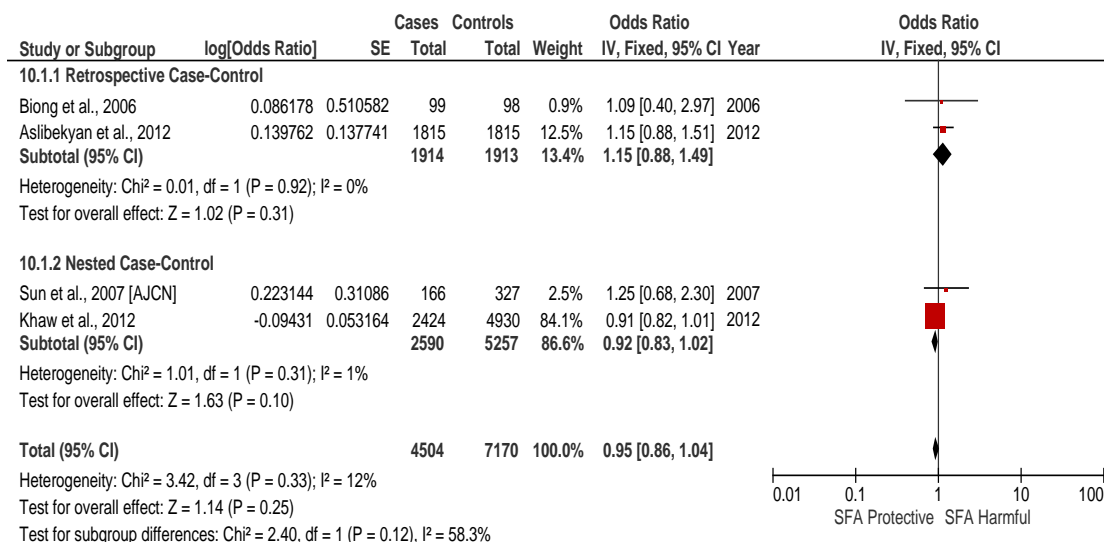 Cases Controls Odds Ratio Odds Ratio
Study or Subgroup log[Odds Ratio] SE Total Total Weight IV, Fixed, 95% CI Year IV, Fixed, 95% CI
10.1.1 Retrospective Case-Control
Biong et al., 2006 0.086178 0.510582 99 98 0.9% 1.09 [0.40, 2.97] 2006
Aslibekyan et al., 2012 0.139762 0.137741 1815 1815 12.5% 1.15 [0.88, 1.51] 2012
Subtotal (95% CI) 1914 1913 13.4% 1.15 [0.88, 1.49]
Heterogeneity: Chi² = 0.01, df = 1 (P = 0.92); I² = 0%
Test for overall effect: Z = 1.02 (P = 0.31)
10.1.2 Nested Case-Control
Sun et al., 2007 [AJCN] 0.223144 0.31086 166 327 2.5% 1.25 [0.68, 2.30] 2007
Khaw et al., 2012 -0.09431 0.053164 2424 4930 84.1% 0.91 [0.82, 1.01] 2012
Subtotal (95% CI) 2590 5257 86.6% 0.92 [0.83, 1.02]
Heterogeneity: Chi² = 1.01, df = 1 (P = 0.31); I² = 1%
Test for overall effect: Z = 1.63 (P = 0.10)
Total (95% CI) 4504 7170 100.0% 0.95 [0.86, 1.04]
Heterogeneity: Chi² = 3.42, df = 3 (P = 0.33); I² = 12%
Test for overall effect: Z = 1.14 (P = 0.25)
Test for subgroup differences: Chi² = 2.40, df = 1 (P = 0.12), I² = 58.3%
0.01 0.1 1 10 100
SFA Protective SFA Harmful